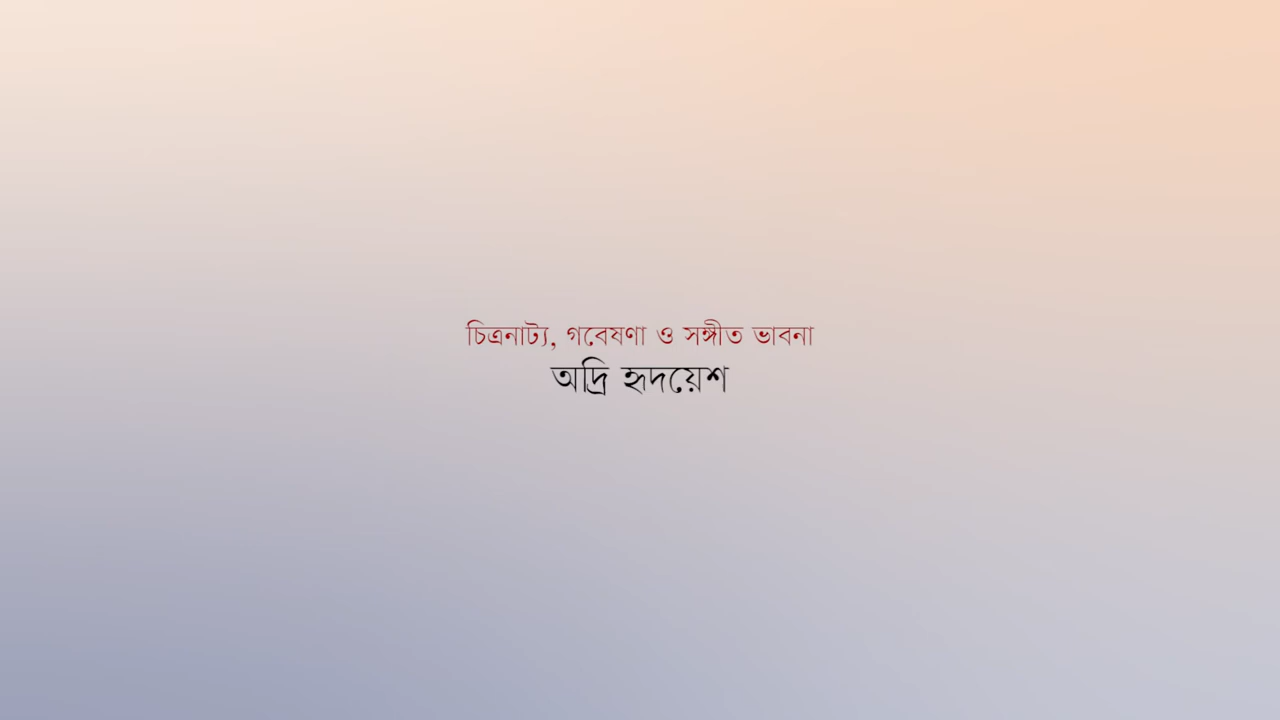 চিত্রনাট্য, গবেষণা ও সঙ্গীত ভাবনা
অদ্রি হৃদয়েশ